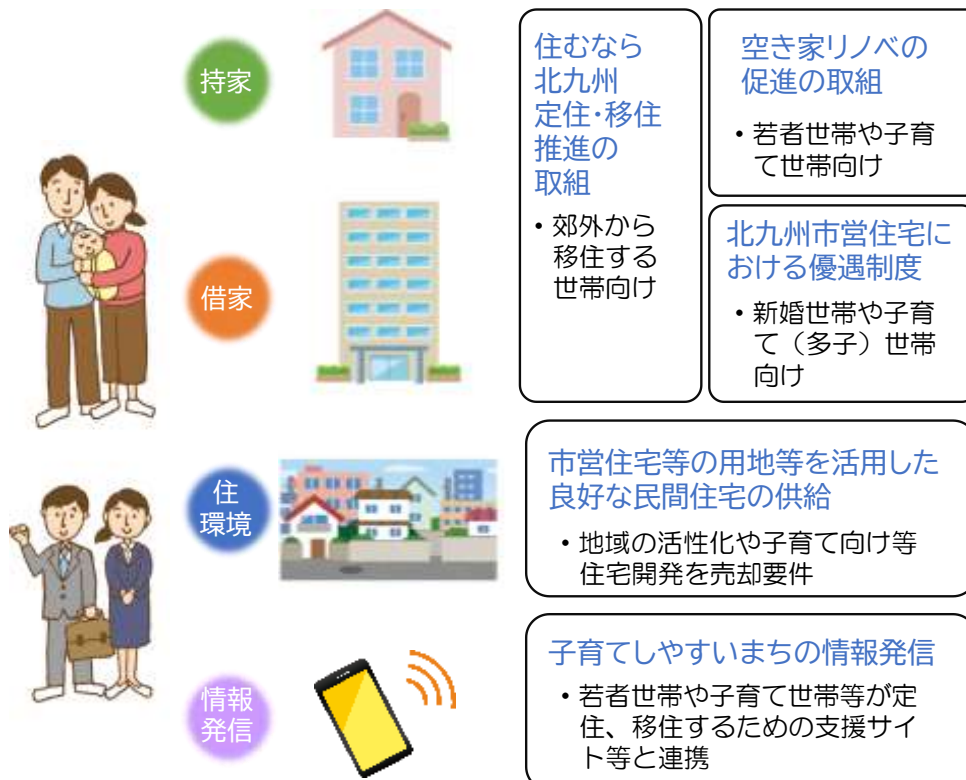 持家
住むなら
北九州
定住・移住
推進の
取組
・郊外から
移住する
世帯向け
空き家リノベの
促進の取組
・若者世帯や子育
て世帯向け
借家
北九州市営住宅に
おける優遇制度
・新婚世帯や子育
て（多子）世帯
向け
住
環境
市営住宅等の用地等を活用した
良好な民間住宅の供給
・地域の活性化や子育て向け等
住宅開発を売却要件
情報
発信
子育てしやすいまちの情報発信
・若者世帯や子育て世帯等が定
住、移住するための支援サイ
ト等と連携